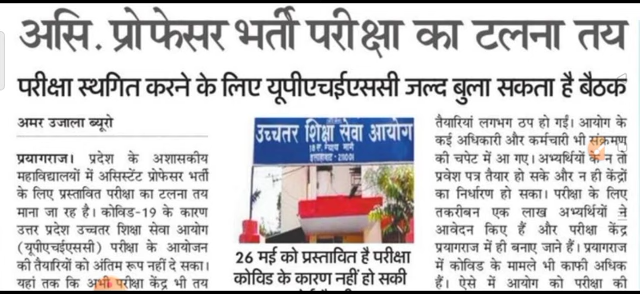 असि. प्रोफेसर भर्ती परीक्षा का टलना तय
परीक्षा स्थगित करने के लिए यूपीएचईएससी जल्द बुला सकता है बैठक
अमर उजाला ब्यूरो
प्रयागराज। प्रदेश के अशासकीय
महाविद्यालयों में असिस्टेंट प्रोफेसर भर्ती
के लिए प्रस्तावित परीक्षा का टलना तय
माना जा रहा है। कोविड-19 के कारण
उत्तर प्रदेश उच्चतर शिक्षा सेवा आयोग
(यूपीएचईएससी) परीक्षा के आयोजन
की तैयारियों को अंतिम रूप नहीं दे सका।
यहां तक कि अभी परीक्षा केंद्र भी तय
उच्चतर शिक्षा सेवा आयोग
26 मई को प्रस्तावित है परीक्षा
कोविड के कारण नहीं हो सकी
तैयारियां लगभग ठप हो गईं। आयोग के
कई अधिकारी और कर्मचारी भी संक्रमण
की चपेट में आ गए। अभ्यर्थियों के न तो
प्रवेश पत्र तैयार हो सके और न ही केंद्रों
का निर्धारण हो सका। परीक्षा के लिए
तकरीबन एक लाख अभ्यर्थियों ने
आवेदन किए हैं और परीक्षा केंद्र
प्रयागराज में ही बनाए जाने हैं। प्रयागराज
में कोविड के मामले भी काफी अधिक
हैं। ऐसे में आयोग को परीक्षा की